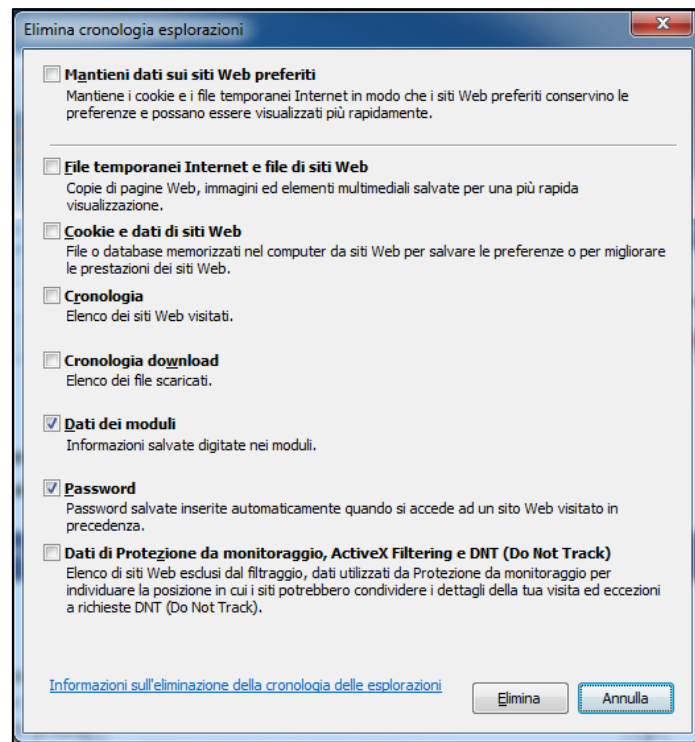 Elimina cronologia esplorazioni
Mantieni dati sui siti Web preferiti
Mantiene i cookie e i file temporanei Internet in modo che i siti Web preferiti conservino le
preferenze e possano essere visualizzati più rapidamente.
File temporanei Internet e file di siti Web
Copie di pagine Web, immagini ed elementi multimediali salvate per una più rapida
visualizzazione.
Cookie e dati di siti Web
File o database memorizzati nel computer da siti Web per salvare le preferenze o per migliorare
le prestazioni dei siti Web.
Cronologia
Elenco dei siti Web visitati.
Cronologia download
Elenco dei file scaricati.
Dati dei moduli
Informazioni salvate digitate nei moduli.
Password
Password salvate inserite automaticamente quando si accede ad un sito Web visitato in
precedenza.
Dati di Protezione da monitoraggio, ActiveX Filtering e DNT (Do Not Track)
Elenco di siti Web esclusi dal filtraggio, dati utilizzati da Protezione da monitoraggio per
individuare la posizione in cui i siti potrebbero condividere i dettagli della tua visita ed eccezioni
a richieste DNT (Do Not Track).
Informazioni sull'eliminazione della cronologia delle esplorazioni
Elimina
Annulla